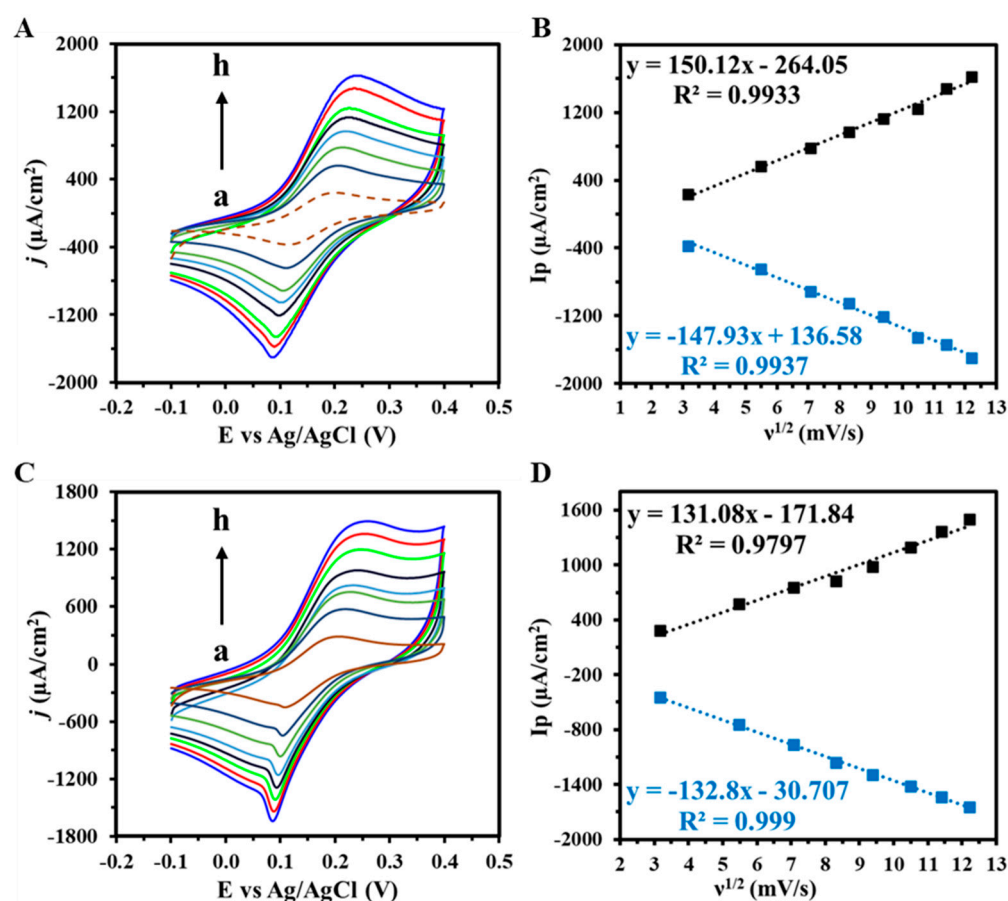 A
2000
1200
400
-400
-1200
-2000
h
a
j (µA/cm²)
-0.2 -0.1 0.0 0.1 0.2 0.3 0.4 0.5
E vs Ag/AgCl (V)
B
2000
1200
400
-400
-1200
-2000
y = 150.12x - 264.05
R² = 0.9933
y = -147.93x + 136.58
R² = 0.9937
Ip (µA/cm²)
1 2 3 4 5 6 7 8 9 10 11 12 13
ν¹/² (mV/s)
C
1800
1200
600
0
-600
-1200
-1800
h
a
j (µA/cm²)
-0.2 -0.1 0.0 0.1 0.2 0.3 0.4 0.5
E vs Ag/AgCl (V)
D
1600
1000
400
-200
-800
-1400
-2000
y = 131.08x - 171.84
R² = 0.9797
y = -132.8x - 30.707
R² = 0.999
Ip (µA/cm²)
2 3 4 5 6 7 8 9 10 11 12 13
ν¹/² (mV/s)